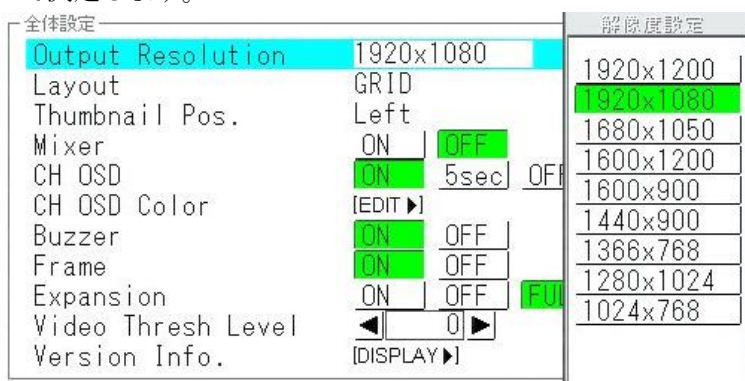 全体設定
Output Resolution 1920x1080
Layout GRID
Thumbnail Pos. Left
Mixer ON OFF
CH OSD ON 5sec
CH OSD Color [EDIT▶]
Buzzer ON OFF
Frame ON OFF
Expansion ON OFF
Video Thresh Level ◀ 0 ▶
Version Info. [DISPLAY▶]
解像度設定
1920x1200
1920x1080
1680x1050
1600x1200
1600x900
1440x900
1366x768
1280x1024
1024x768